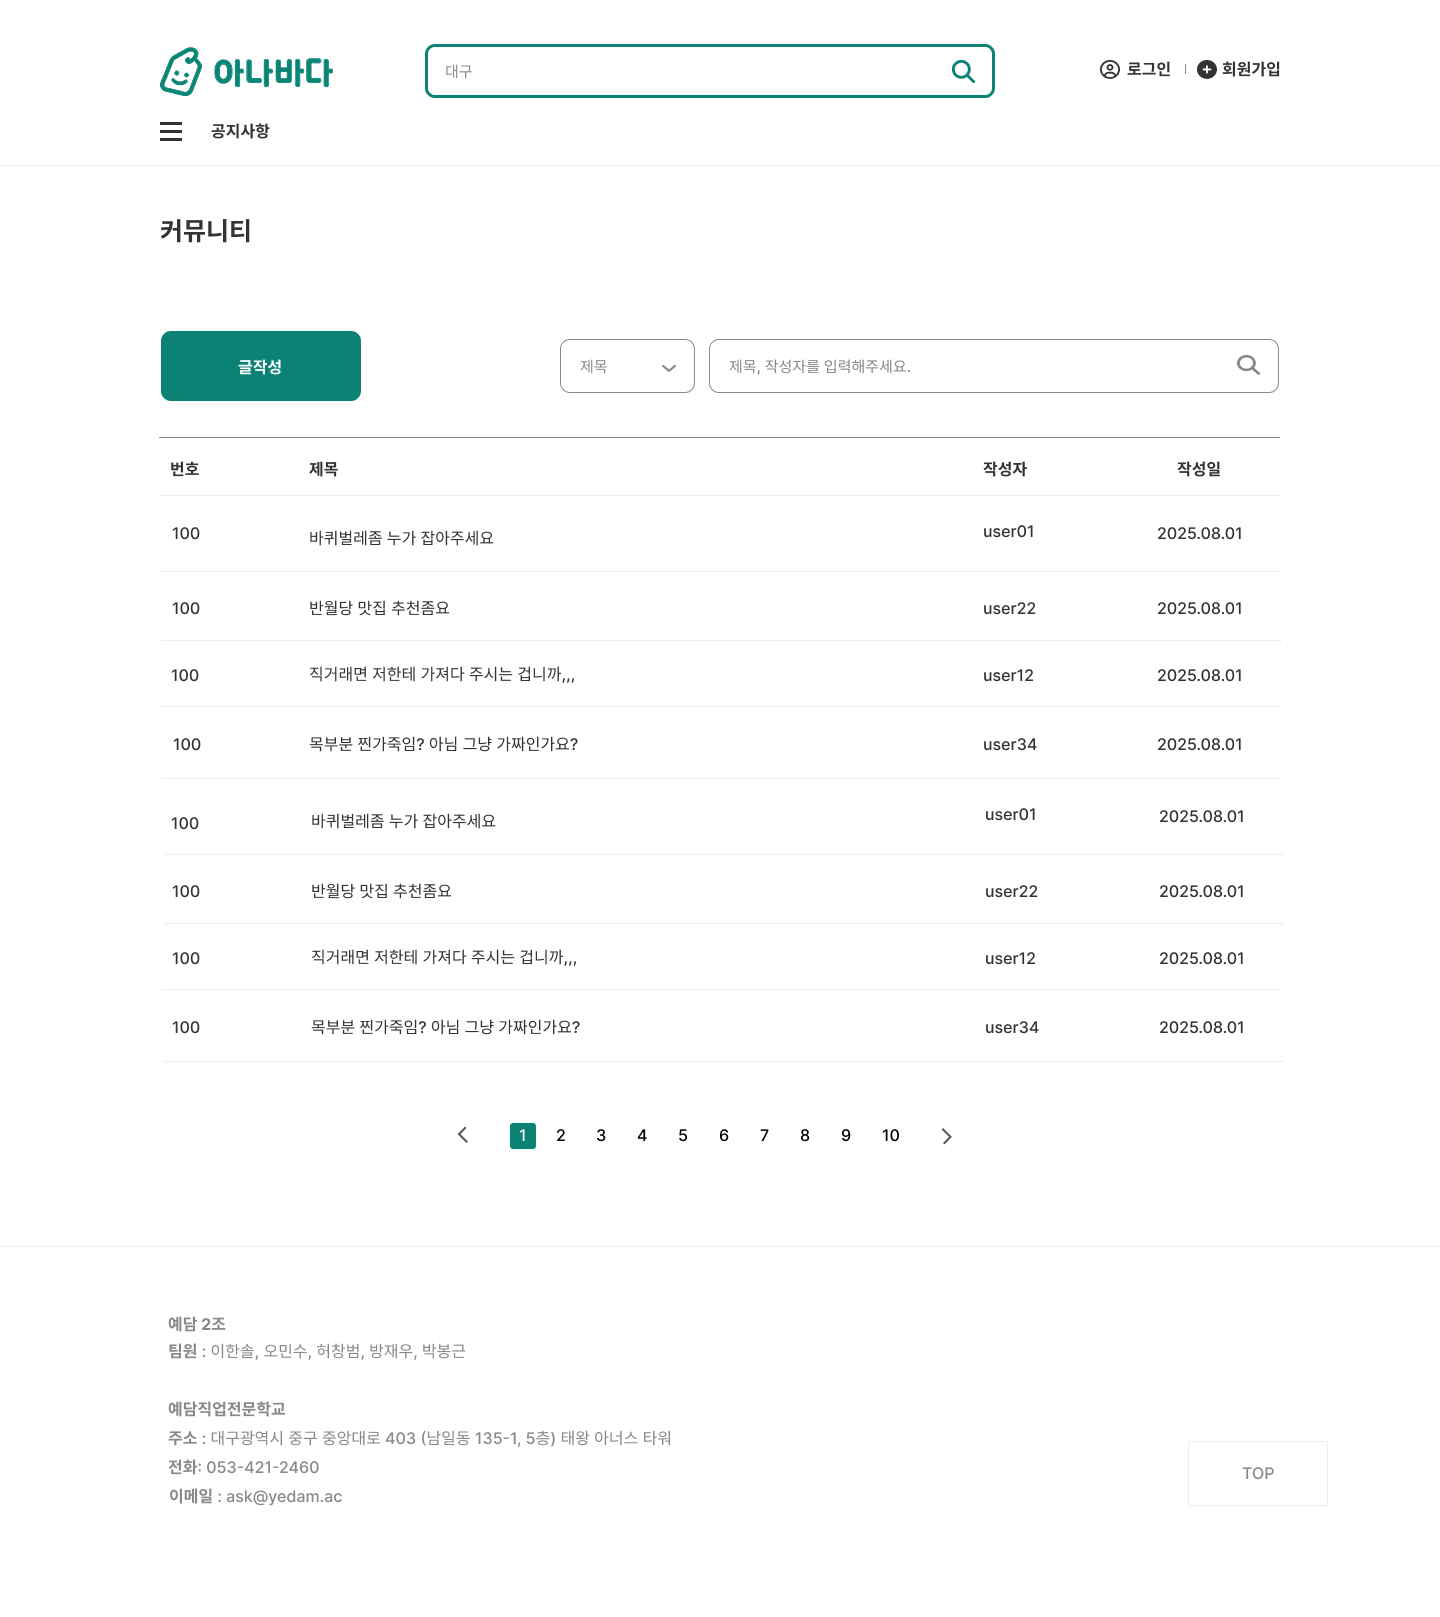 아나바다
대구
로그인 회원가입
공지사항
커뮤니티
글작성
제목
제목, 작성자를 입력해주세요.
번호 제목 작성자 작성일
100 바퀴벌레좀 누가 잡아주세요 user01 2025.08.01
100 반월당 맛집 추천좀요 user22 2025.08.01
100 직거래면 저한테 가져다 주시는 겁니까,,, user12 2025.08.01
100 목부분 찐가죽임? 아님 그냥 가짜인가요? user34 2025.08.01
100 바퀴벌레좀 누가 잡아주세요 user01 2025.08.01
100 반월당 맛집 추천좀요 user22 2025.08.01
100 직거래면 저한테 가져다 주시는 겁니까,,, user12 2025.08.01
100 목부분 찐가죽임? 아님 그냥 가짜인가요? user34 2025.08.01
1 2 3 4 5 6 7 8 9 10
예담 2조
팀원 : 이한솔, 오민수, 허창범, 방재우, 박봉근
예담직업전문학교
주소 : 대구광역시 중구 중앙대로 403 (남일동 135-1, 5층) 태왕 아너스 타워
전화: 053-421-2460
이메일 : ask@yedam.ac
TOP